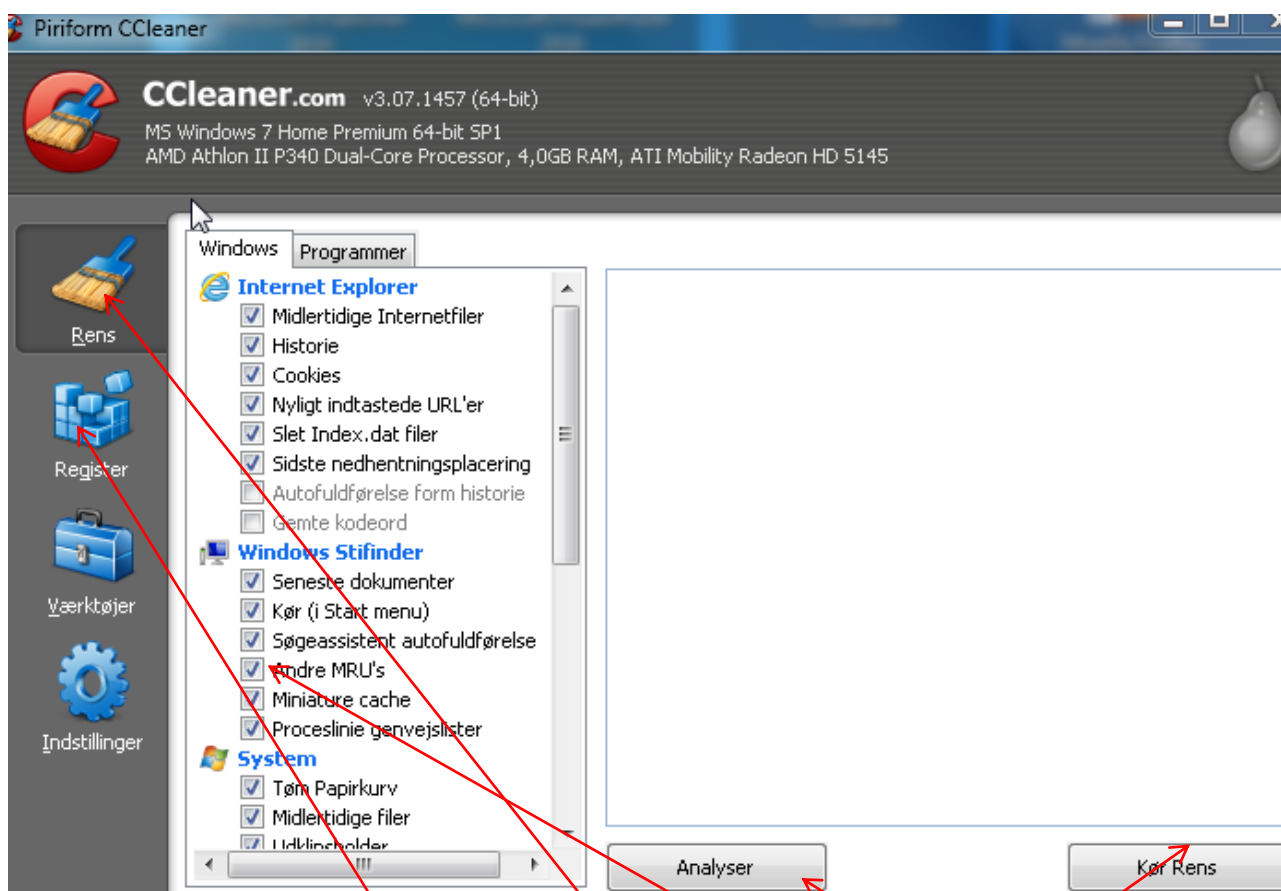 Piriform CCleaner
CCleaner.com v3.07.1457 (64-bit)
MS Windows 7 Home Premium 64-bit SP1
AMD Athlon II P340 Dual-Core Processor, 4,0GB RAM, ATI Mobility Radeon HD 5145
Rens
Register
Værktøjer
Indstillinger
Windows
Programmer
Internet Explorer
Midlertidige Internetfiler
Historie
Cookies
Nyligt indtastede URL'er
Slet Index.dat filer
Sidste nedhentningsplacering
Autofuldførelse form historie
Gemte kodeord
Windows Stifinder
Seneste dokumenter
Kør (i Start menu)
Søgeassistent autofuldførelse
Andre MRU's
Miniature cache
Proceslinie genvejslister
System
Tøm Papirkurv
Midlertidige filer
Udklipsholder
Analyser
Kør Rens